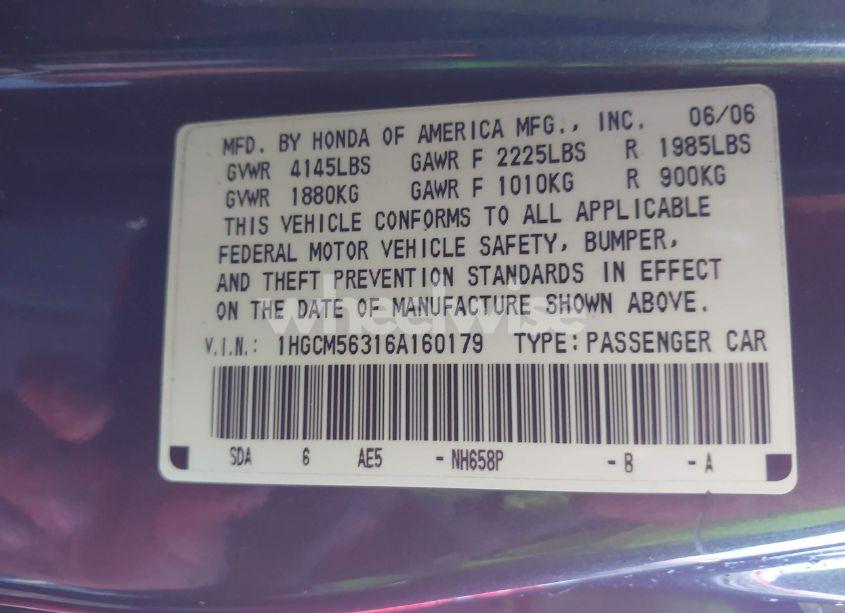 MFD. BY HONDA OF AMERICA MFG., INC. 06/06
GVWR 4145LBS GAWR F 2225LBS R 1985LBS
GVWR 1880KG GAWR F 1010KG R 900KG
THIS VEHICLE CONFORMS TO ALL APPLICABLE
FEDERAL MOTOR VEHICLE SAFETY, BUMPER,
AND THEFT PREVENTION STANDARDS IN EFFECT
ON THE DATE OF MANUFACTURE SHOWN ABOVE.
wheelwise
V.I.N.: 1HGCM56316A160179 TYPE: PASSENGER CAR
SDA 6 AE5 - NH658P - B - A